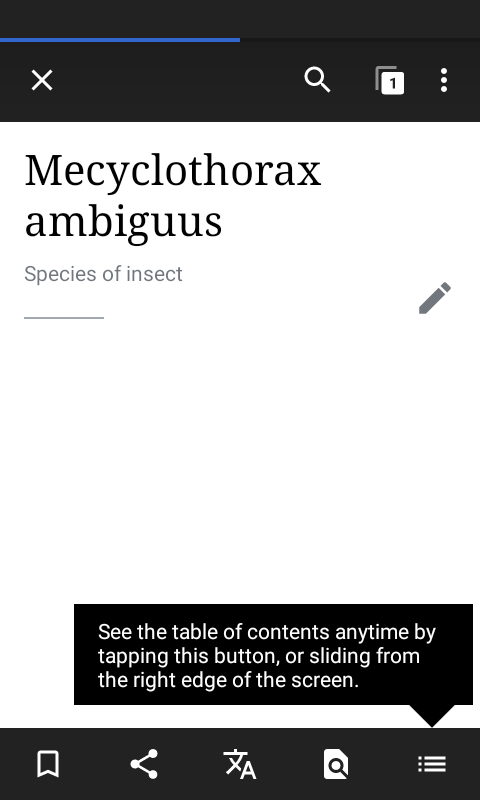 1
Mecyclothorax
ambiguus
Species of insect
See the table of contents anytime by
tapping this button, or sliding from
the right edge of the screen.